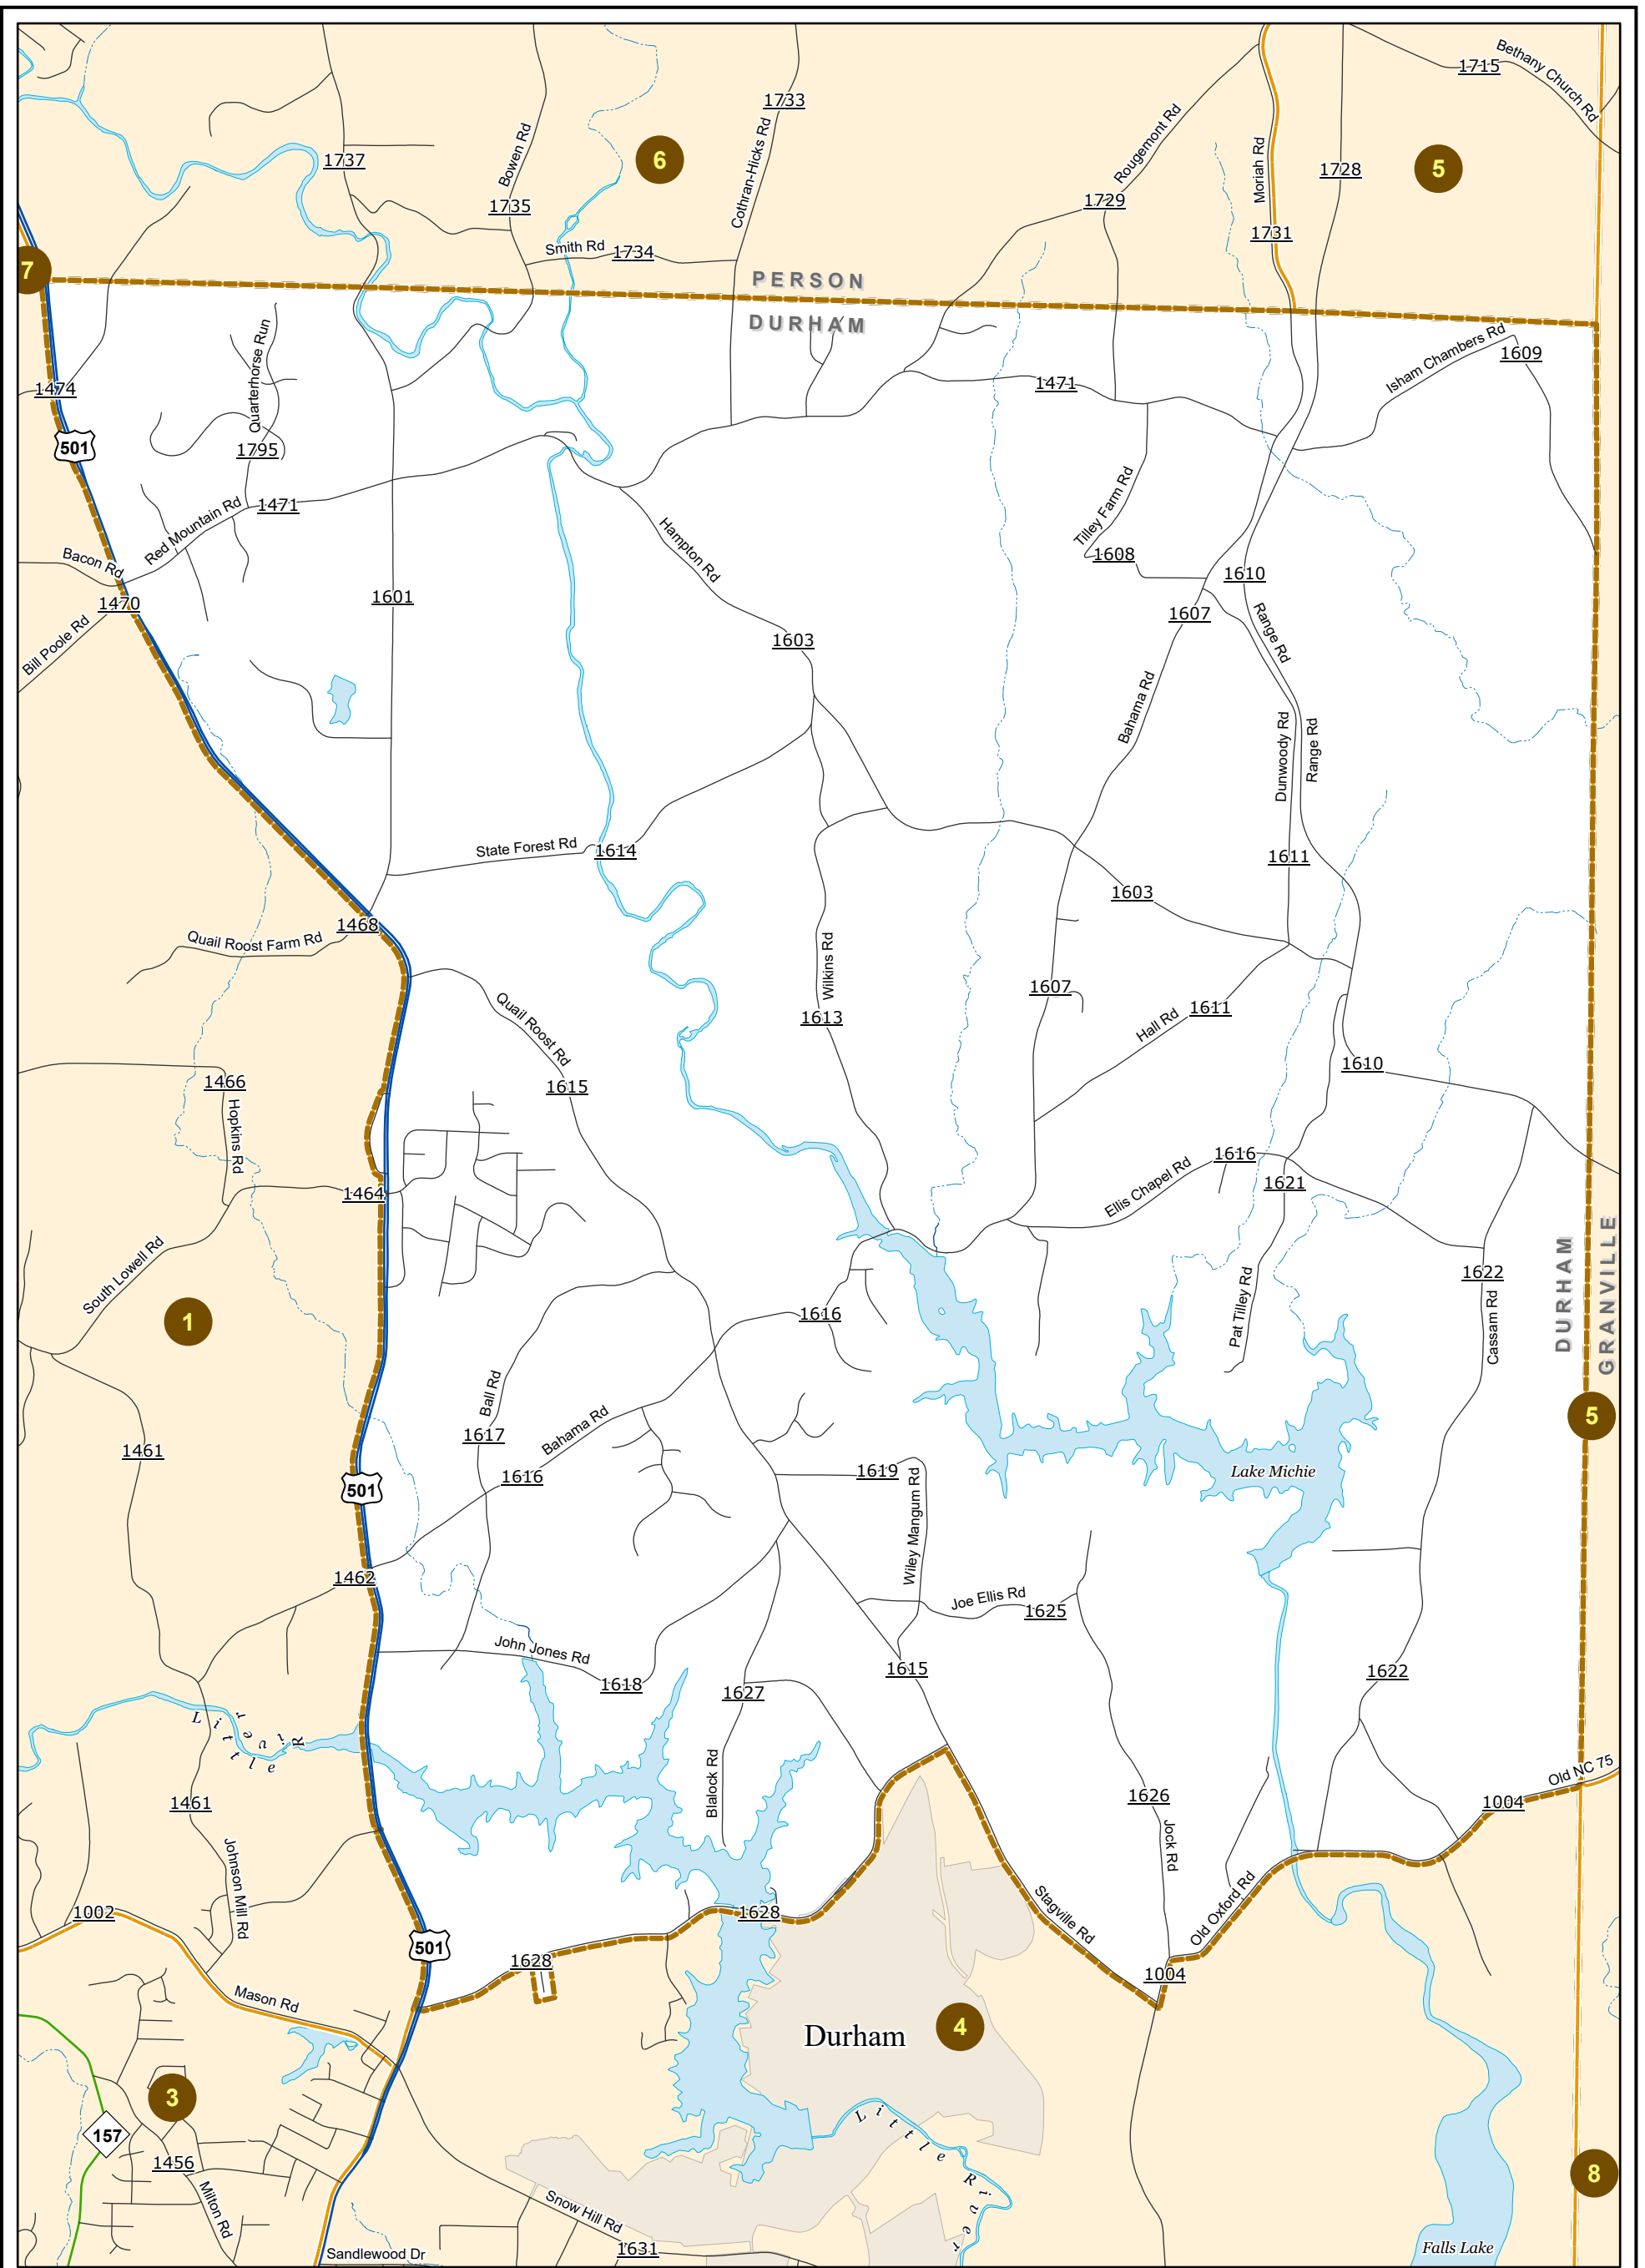 1715
Bethany Church Rd
1733
Cothran-Hicks Rd
6
5
Rougemont Rd
1729
Moriah Rd
1731
1728
1737
Bowen Rd
1735
Smith Rd
1734
7
PERSON
DURHAM
Isham Chambers Rd
1609
1474
501
Quarterhorse Run
1795
1471
Red Mountain Rd
1471
Bacon Rd
1470
Bill Poole Rd
1601
Hampton Rd
1603
Tilley Farm Rd
1608
1610
1607
Range Rd
Bahama Rd
Dunwoody Rd
Range Rd
State Forest Rd
1614
1611
1603
1468
Quail Roost Farm Rd
Wilkins Rd
1613
1607
Hall Rd
1611
Quail Roost Rd
1615
1610
1466
Hopkins Rd
1464
South Lowell Rd
1616
Ellis Chapel Rd
1621
DURHAM
GRANVILLE
1622
Cassam Rd
Pat Tilley Rd
1
1616
Ball Rd
1617
Bahama Rd
1616
1461
501
5
Lake Michie
1619
Wiley Mangum Rd
1462
Joe Ellis Rd
1625
John Jones Rd
1618
1615
1627
1622
Little River
Blalock Rd
1626
Jock Rd
Old NC 75
1004
1461
Johnson Mill Rd
1002
501
1628
1628
Stagville Rd
Old Oxford Rd
1004
Mason Rd
Durham
4
3
157
1456
Milton Rd
Little River
8
Snow Hill Rd
1631
Sandlewood Dr
Falls Lake